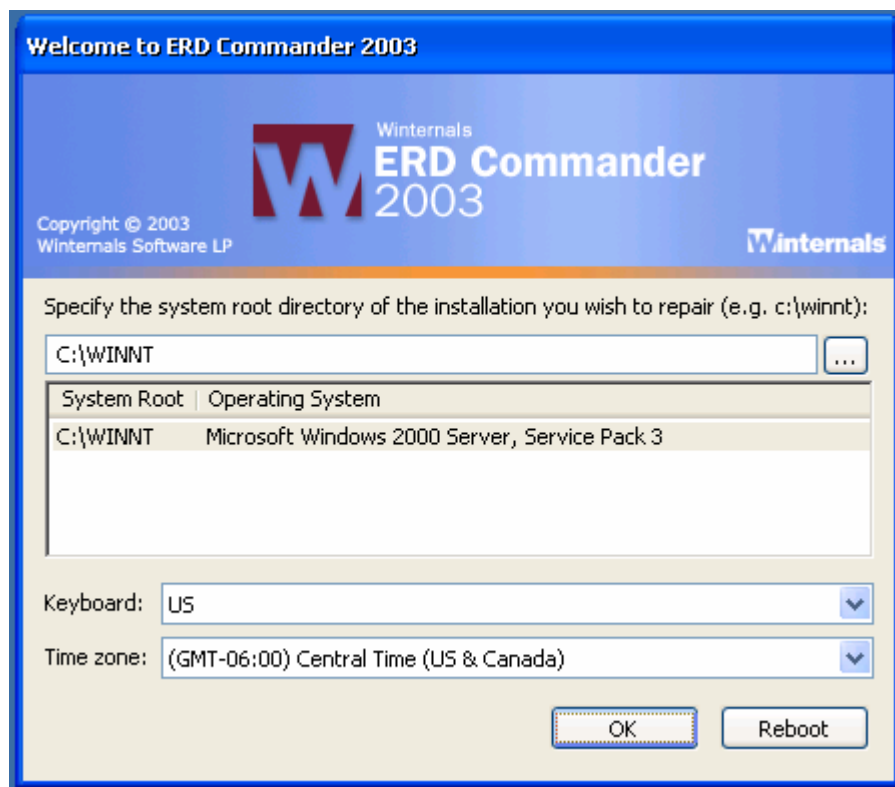 Welcome to ERD Commander 2003
Winternals
ERD Commander
2003
Copyright © 2003
Winternals Software LP
Winternals
Specify the system root directory of the installation you wish to repair (e.g. c:\winnt):
C:\WINNT
...
System Root Operating System
C:\WINNT Microsoft Windows 2000 Server, Service Pack 3
Keyboard: US
Time zone: (GMT-06:00) Central Time (US & Canada)
OK Reboot